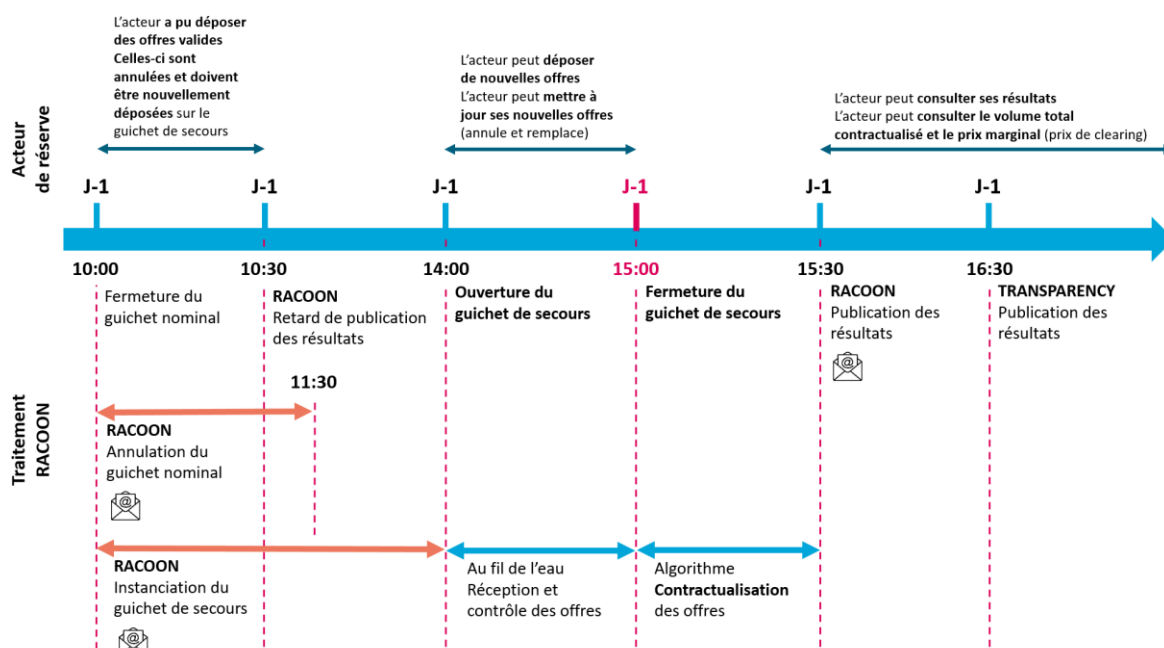 L'acteur a pu déposer
des offres valides
Celles-ci sont
annulées et doivent
être nouvellement
déposées sur le
guichet de secours
L'acteur peut déposer
de nouvelles offres
L'acteur peut mettre à
jour ses nouvelles offres
(annule et remplace)
L'acteur peut consulter ses résultats
L'acteur peut consulter le volume total
contractualisé et le prix marginal (prix de clearing)
Acteur
de réserve
J-1
J-1
J-1
J-1
J-1
J-1
10:00
10:30
14:00
15:00
15:30
16:30
Fermeture du
guichet nominal
RACOON
Retard de publication
des résultats
Ouverture du
guichet de secours
Fermeture du
guichet de secours
RACOON
Publication des
résultats
@
TRANSPARENCY
Publication des
résultats
11:30
Traitement
RACOON
RACOON
Annulation du
guichet nominal
@
RACOON
Instanciation du
guichet de secours
@
Au fil de l'eau
Réception et
contrôle des offres
Algorithme
Contractualisation
des offres